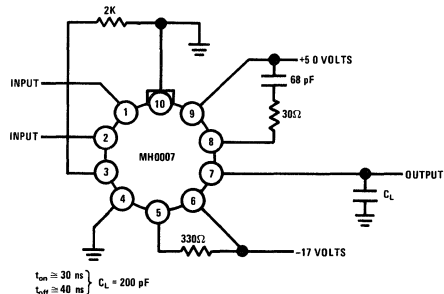 2K
+5 0 VOLTS
68 pF
INPUT
1
10
9
30Ω
INPUT
2
8
MH0007
3
7
OUTPUT
4
5
6
C_L
330Ω
-17 VOLTS
t_on ≅ 30 ns
t_off ≅ 40 ns
} C_L = 200 pF